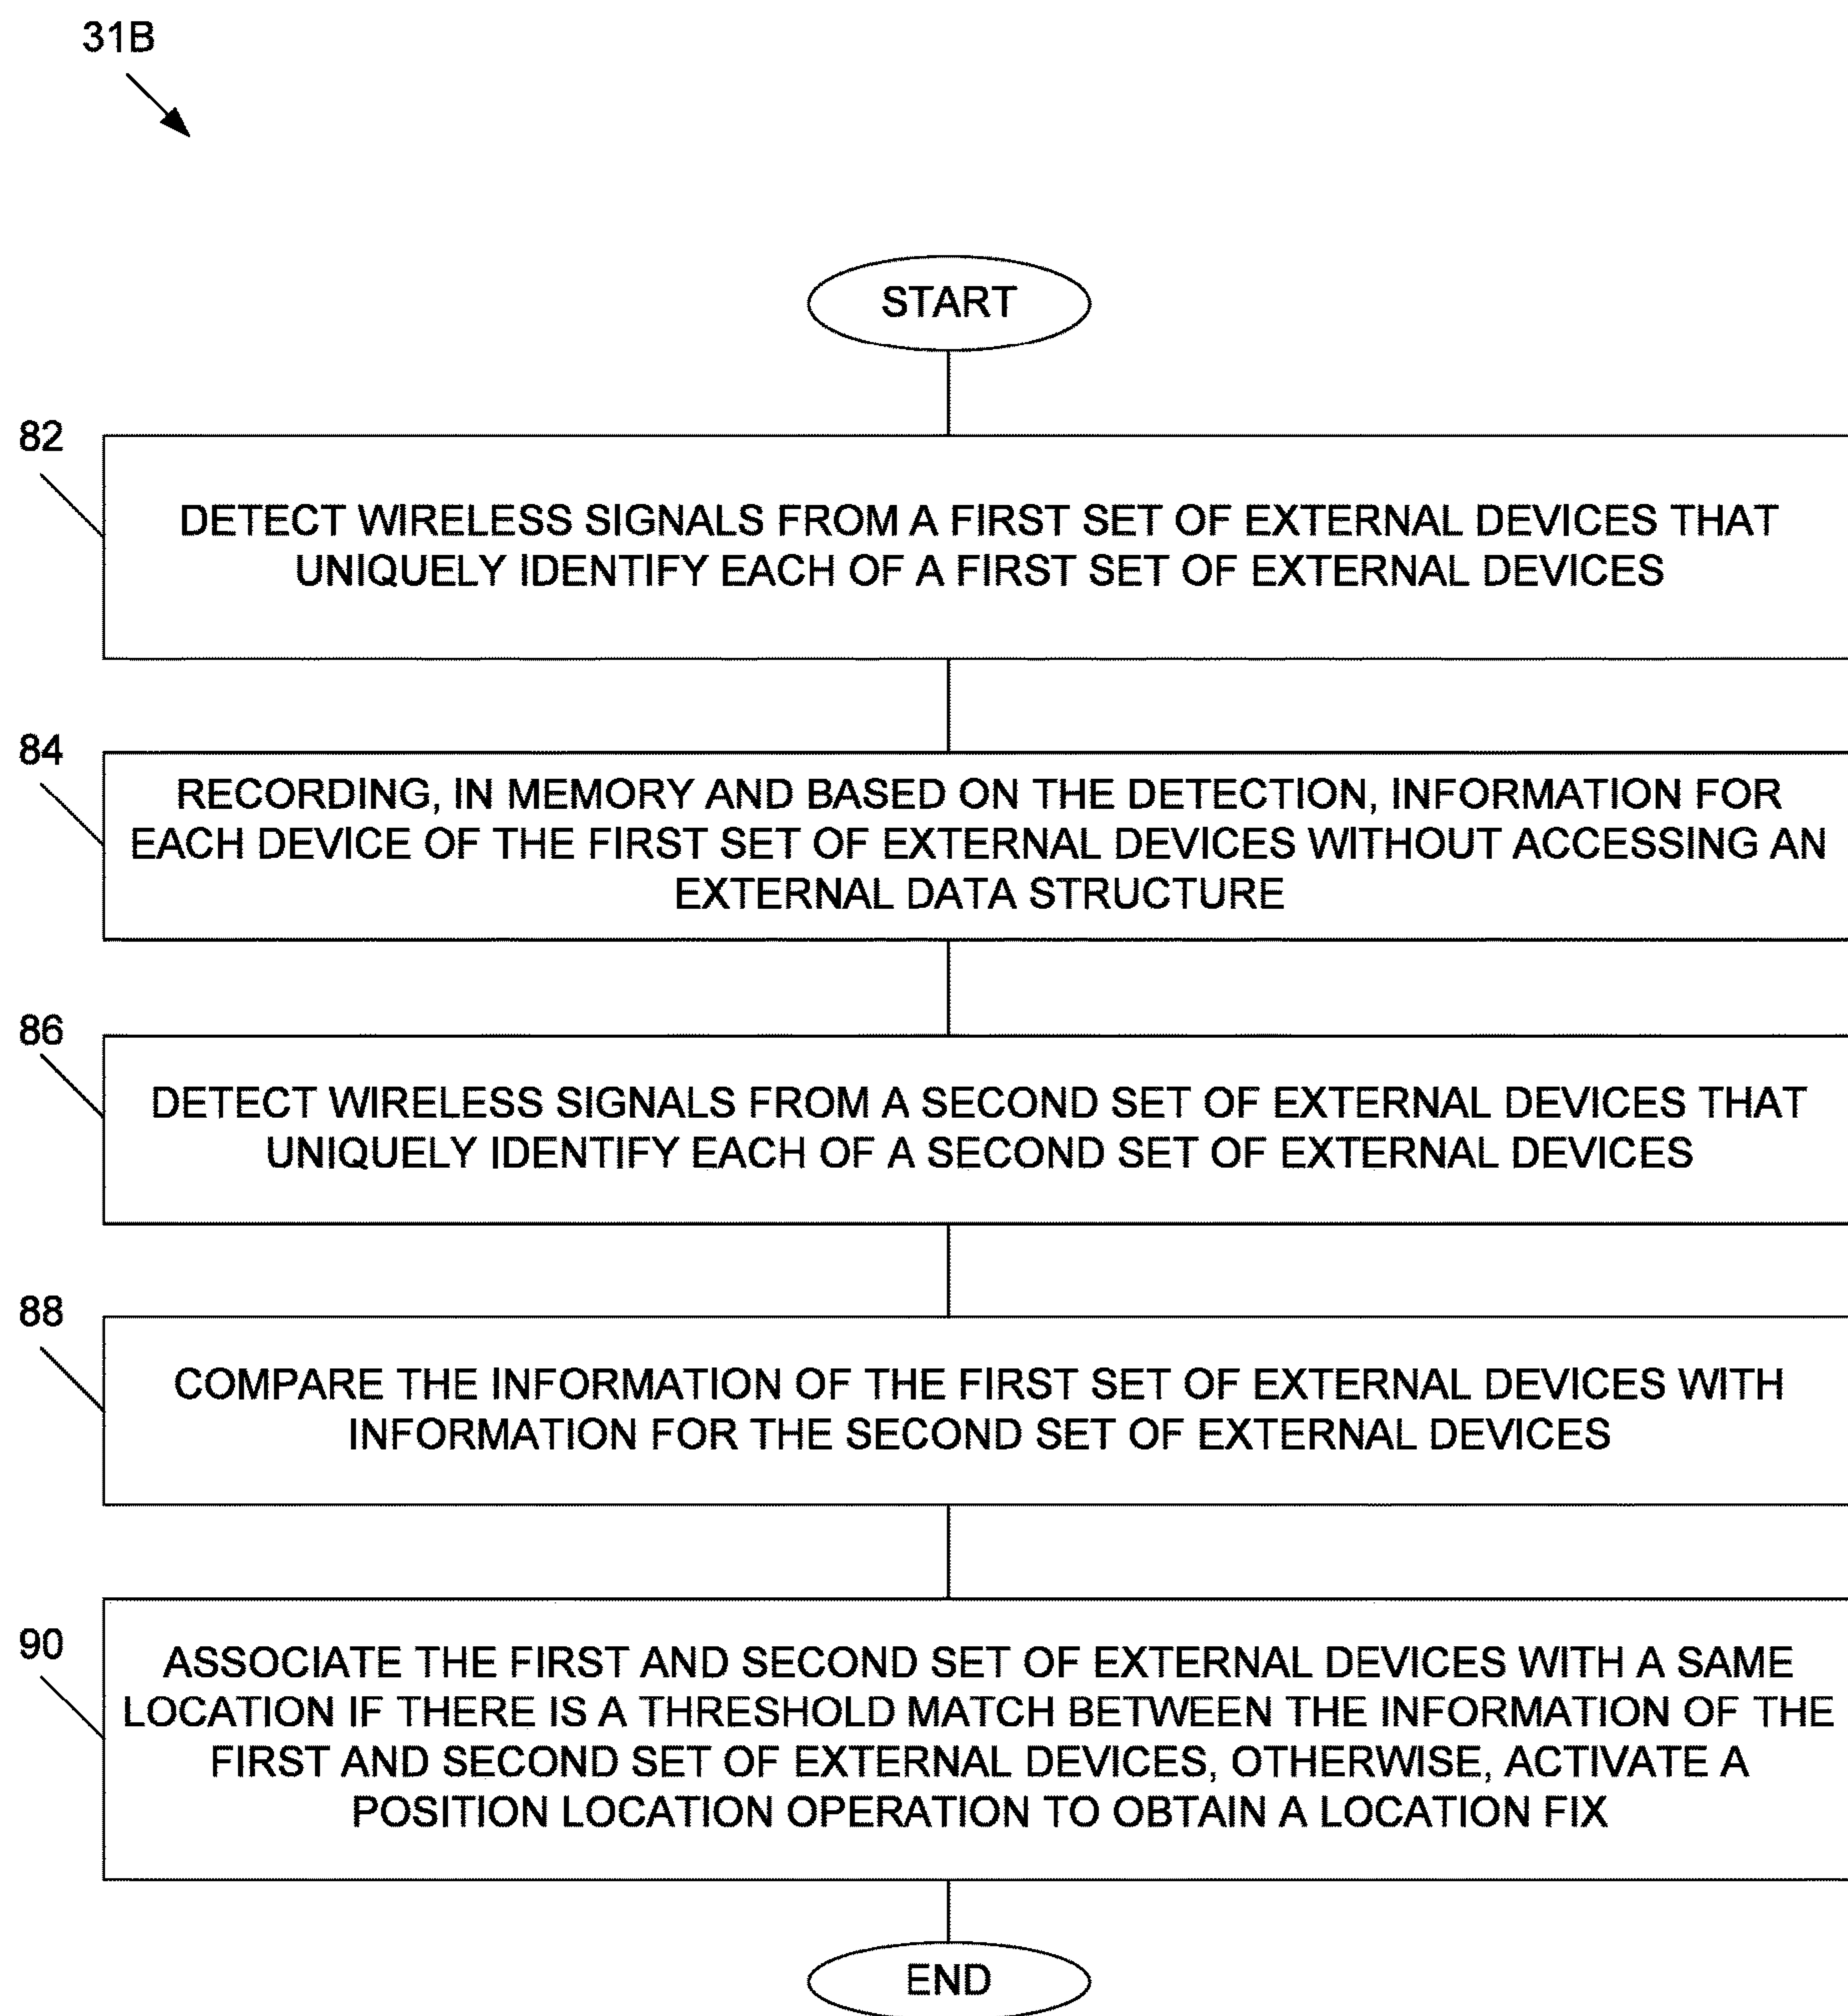 31B
START
82
DETECT WIRELESS SIGNALS FROM A FIRST SET OF EXTERNAL DEVICES THAT
UNIQUELY IDENTIFY EACH OF A FIRST SET OF EXTERNAL DEVICES
84
RECORDING, IN MEMORY AND BASED ON THE DETECTION, INFORMATION FOR
EACH DEVICE OF THE FIRST SET OF EXTERNAL DEVICES WITHOUT ACCESSING AN
EXTERNAL DATA STRUCTURE
86
DETECT WIRELESS SIGNALS FROM A SECOND SET OF EXTERNAL DEVICES THAT
UNIQUELY IDENTIFY EACH OF A SECOND SET OF EXTERNAL DEVICES
88
COMPARE THE INFORMATION OF THE FIRST SET OF EXTERNAL DEVICES WITH
INFORMATION FOR THE SECOND SET OF EXTERNAL DEVICES
90
ASSOCIATE THE FIRST AND SECOND SET OF EXTERNAL DEVICES WITH A SAME
LOCATION IF THERE IS A THRESHOLD MATCH BETWEEN THE INFORMATION OF THE
FIRST AND SECOND SET OF EXTERNAL DEVICES, OTHERWISE, ACTIVATE A
POSITION LOCATION OPERATION TO OBTAIN A LOCATION FIX
END